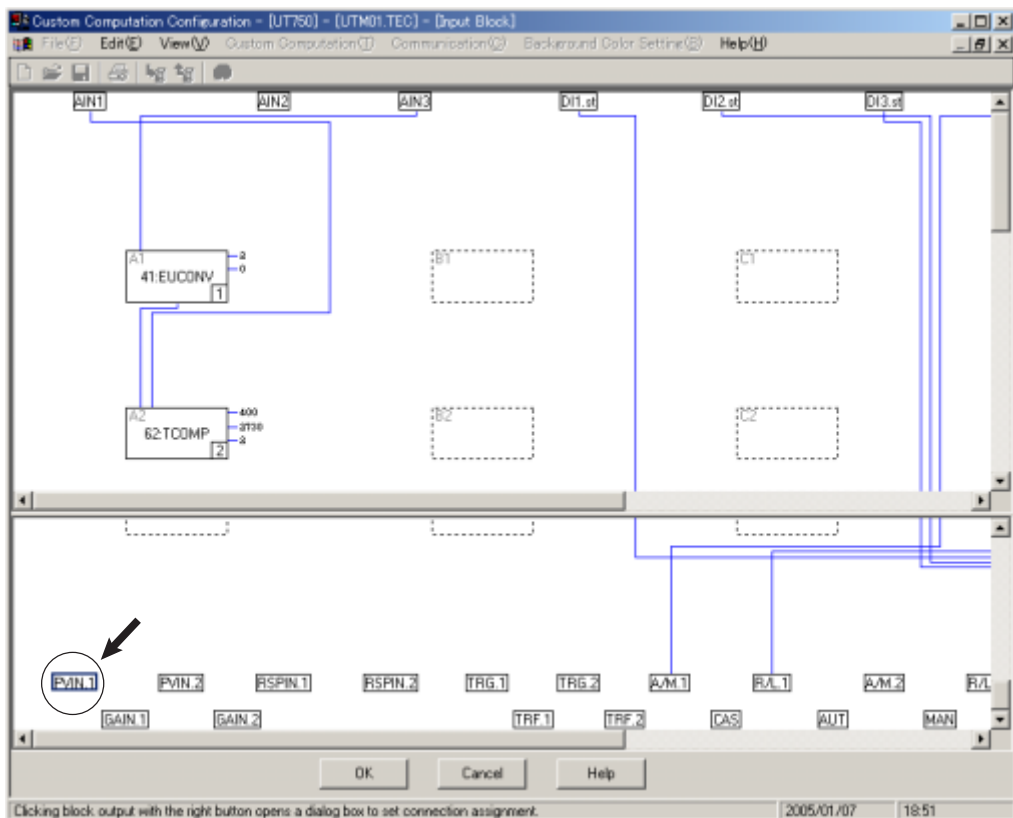 Custom Computation Configuration - [UT750] - [UTM01.TEC] - [Input Block]
File(F) Edit(E) View(V) Custom Computation(T) Communication(C) Background Color Setting(B) Help(H)
AIN1 AIN2 AIN3 DI1.st DI2.st DI3.st
A1 B1 C1
41:EUCONV
1
2
0
A2 B2 C2
62:TCOMP
2
400
2730
2
PVIN.1 PVIN.2 RSPIN.1 RSPIN.2 TRG.1 TRG.2 A/M.1 R/L.1 A/M.2 R/L
GAIN.1 GAIN.2 TRF.1 TRF.2 CAS AUT MAN
OK Cancel Help
Clicking block output with the right button opens a dialog box to set connection assignment. 2005/01/07 18:51